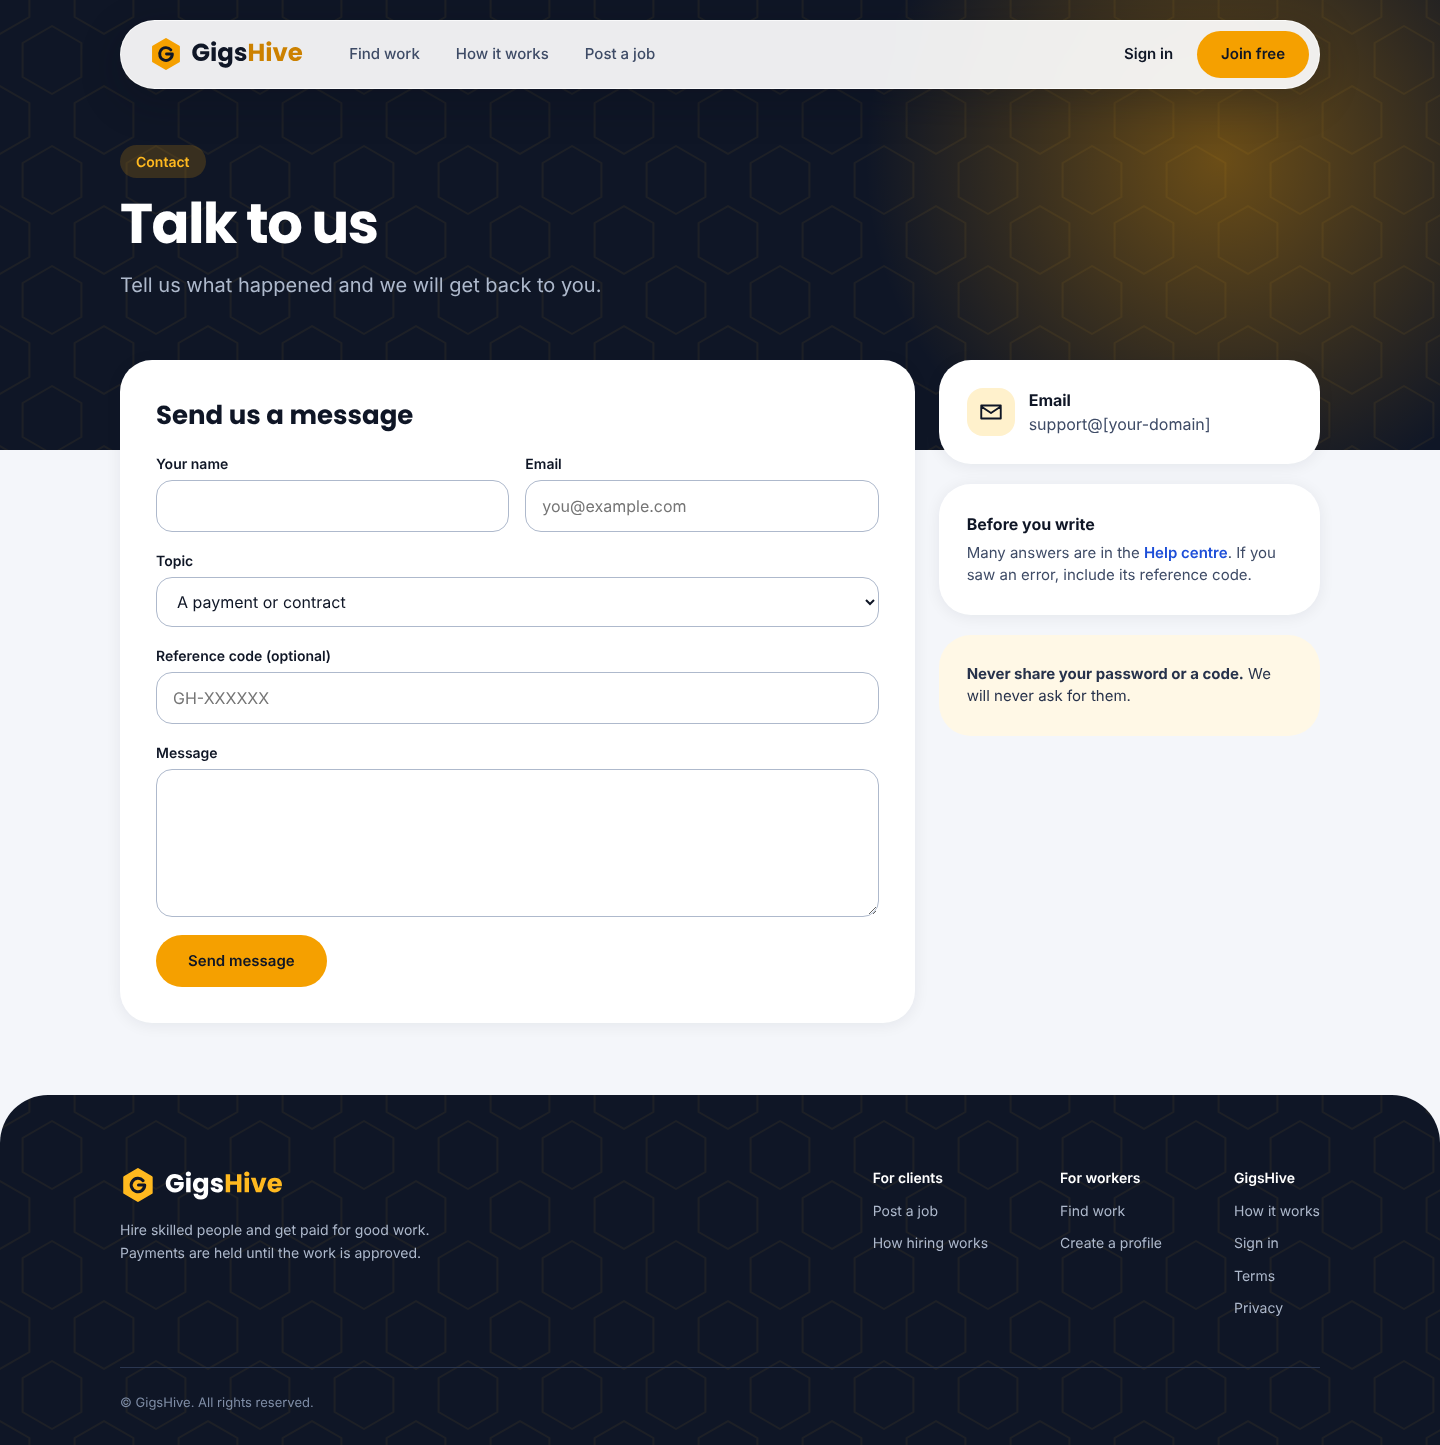 GigsHive
Find work
How it works
Post a job
Sign in
Join free
Contact
Talk to us
Tell us what happened and we will get back to you.
Send us a message
Your name
Email
you@example.com
Topic
A payment or contract
Reference code (optional)
GH-XXXXXX
Message
Send message
Email
support@[your-domain]
Before you write
Many answers are in the Help centre. If you
saw an error, include its reference code.
Never share your password or a code. We
will never ask for them.
GigsHive
Hire skilled people and get paid for good work.
Payments are held until the work is approved.
For clients
Post a job
How hiring works
For workers
Find work
Create a profile
GigsHive
How it works
Sign in
Terms
Privacy
© GigsHive. All rights reserved.